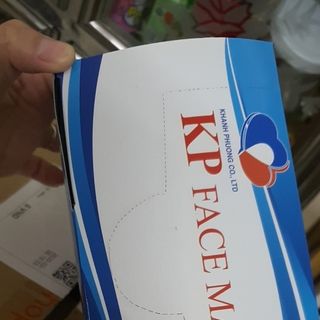 KHANH PHUONG CO., LTD
KP FACE MA